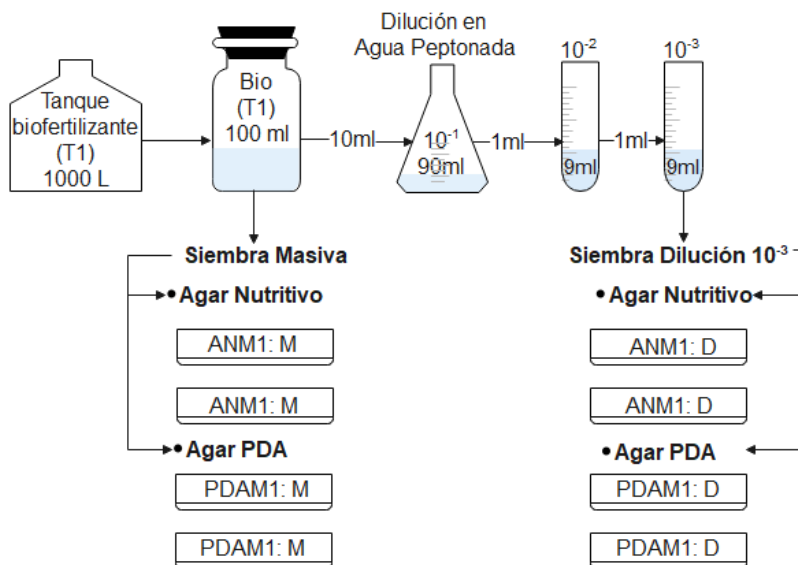 Dilución en
Agua Peptonada
10-2
10-3
Tanque
biofertilizante
(T1)
1000 L
Bio
(T1)
100 ml
10ml
10-1
90ml
1ml
9ml
1ml
9ml
Siembra Masiva
• Agar Nutritivo
ANM1: M
ANM1: M
• Agar PDA
PDAM1: M
PDAM1: M
Siembra Dilución 10-3
• Agar Nutritivo
ANM1: D
ANM1: D
• Agar PDA
PDAM1: D
PDAM1: D